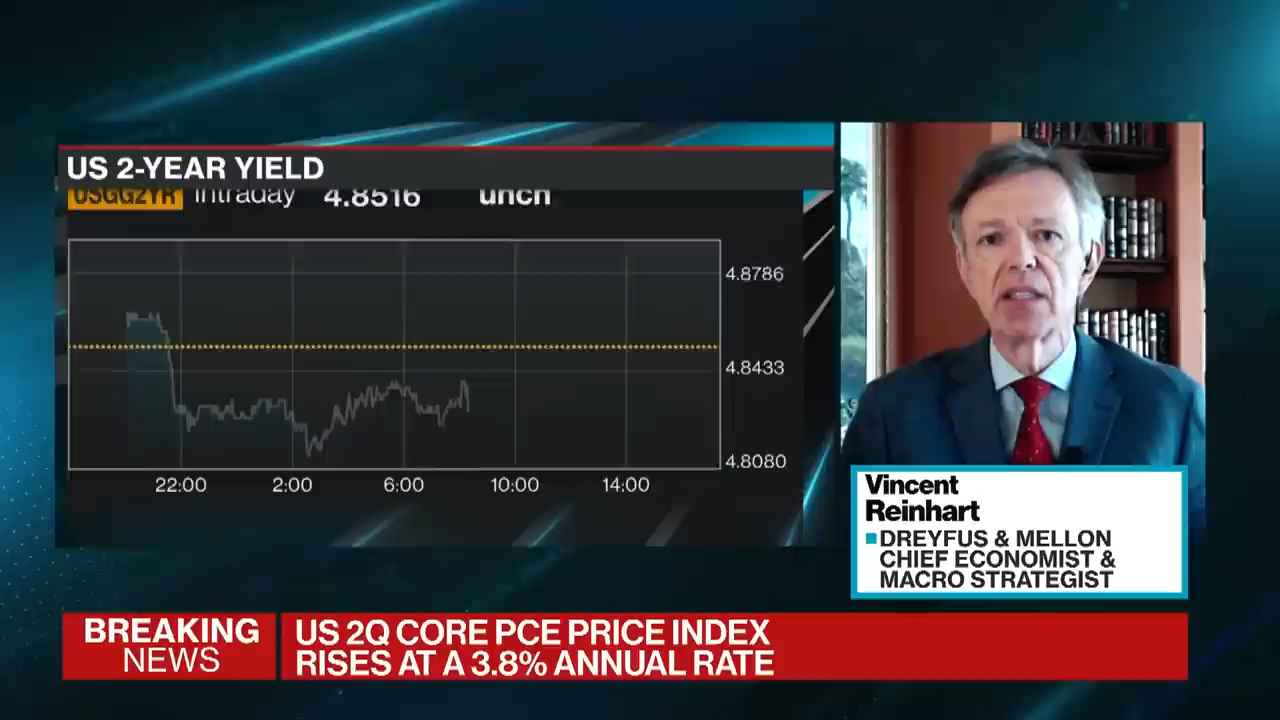 US 2-YEAR YIELD
USGG2YR Intraday 4.8516 unch
4.8786
4.8433
4.8080
22:00 2:00 6:00 10:00 14:00
Vincent
Reinhart
DREYFUS & MELLON
CHIEF ECONOMIST &
MACRO STRATEGIST
BREAKING
NEWS
US 2Q CORE PCE PRICE INDEX
RISES AT A 3.8% ANNUAL RATE